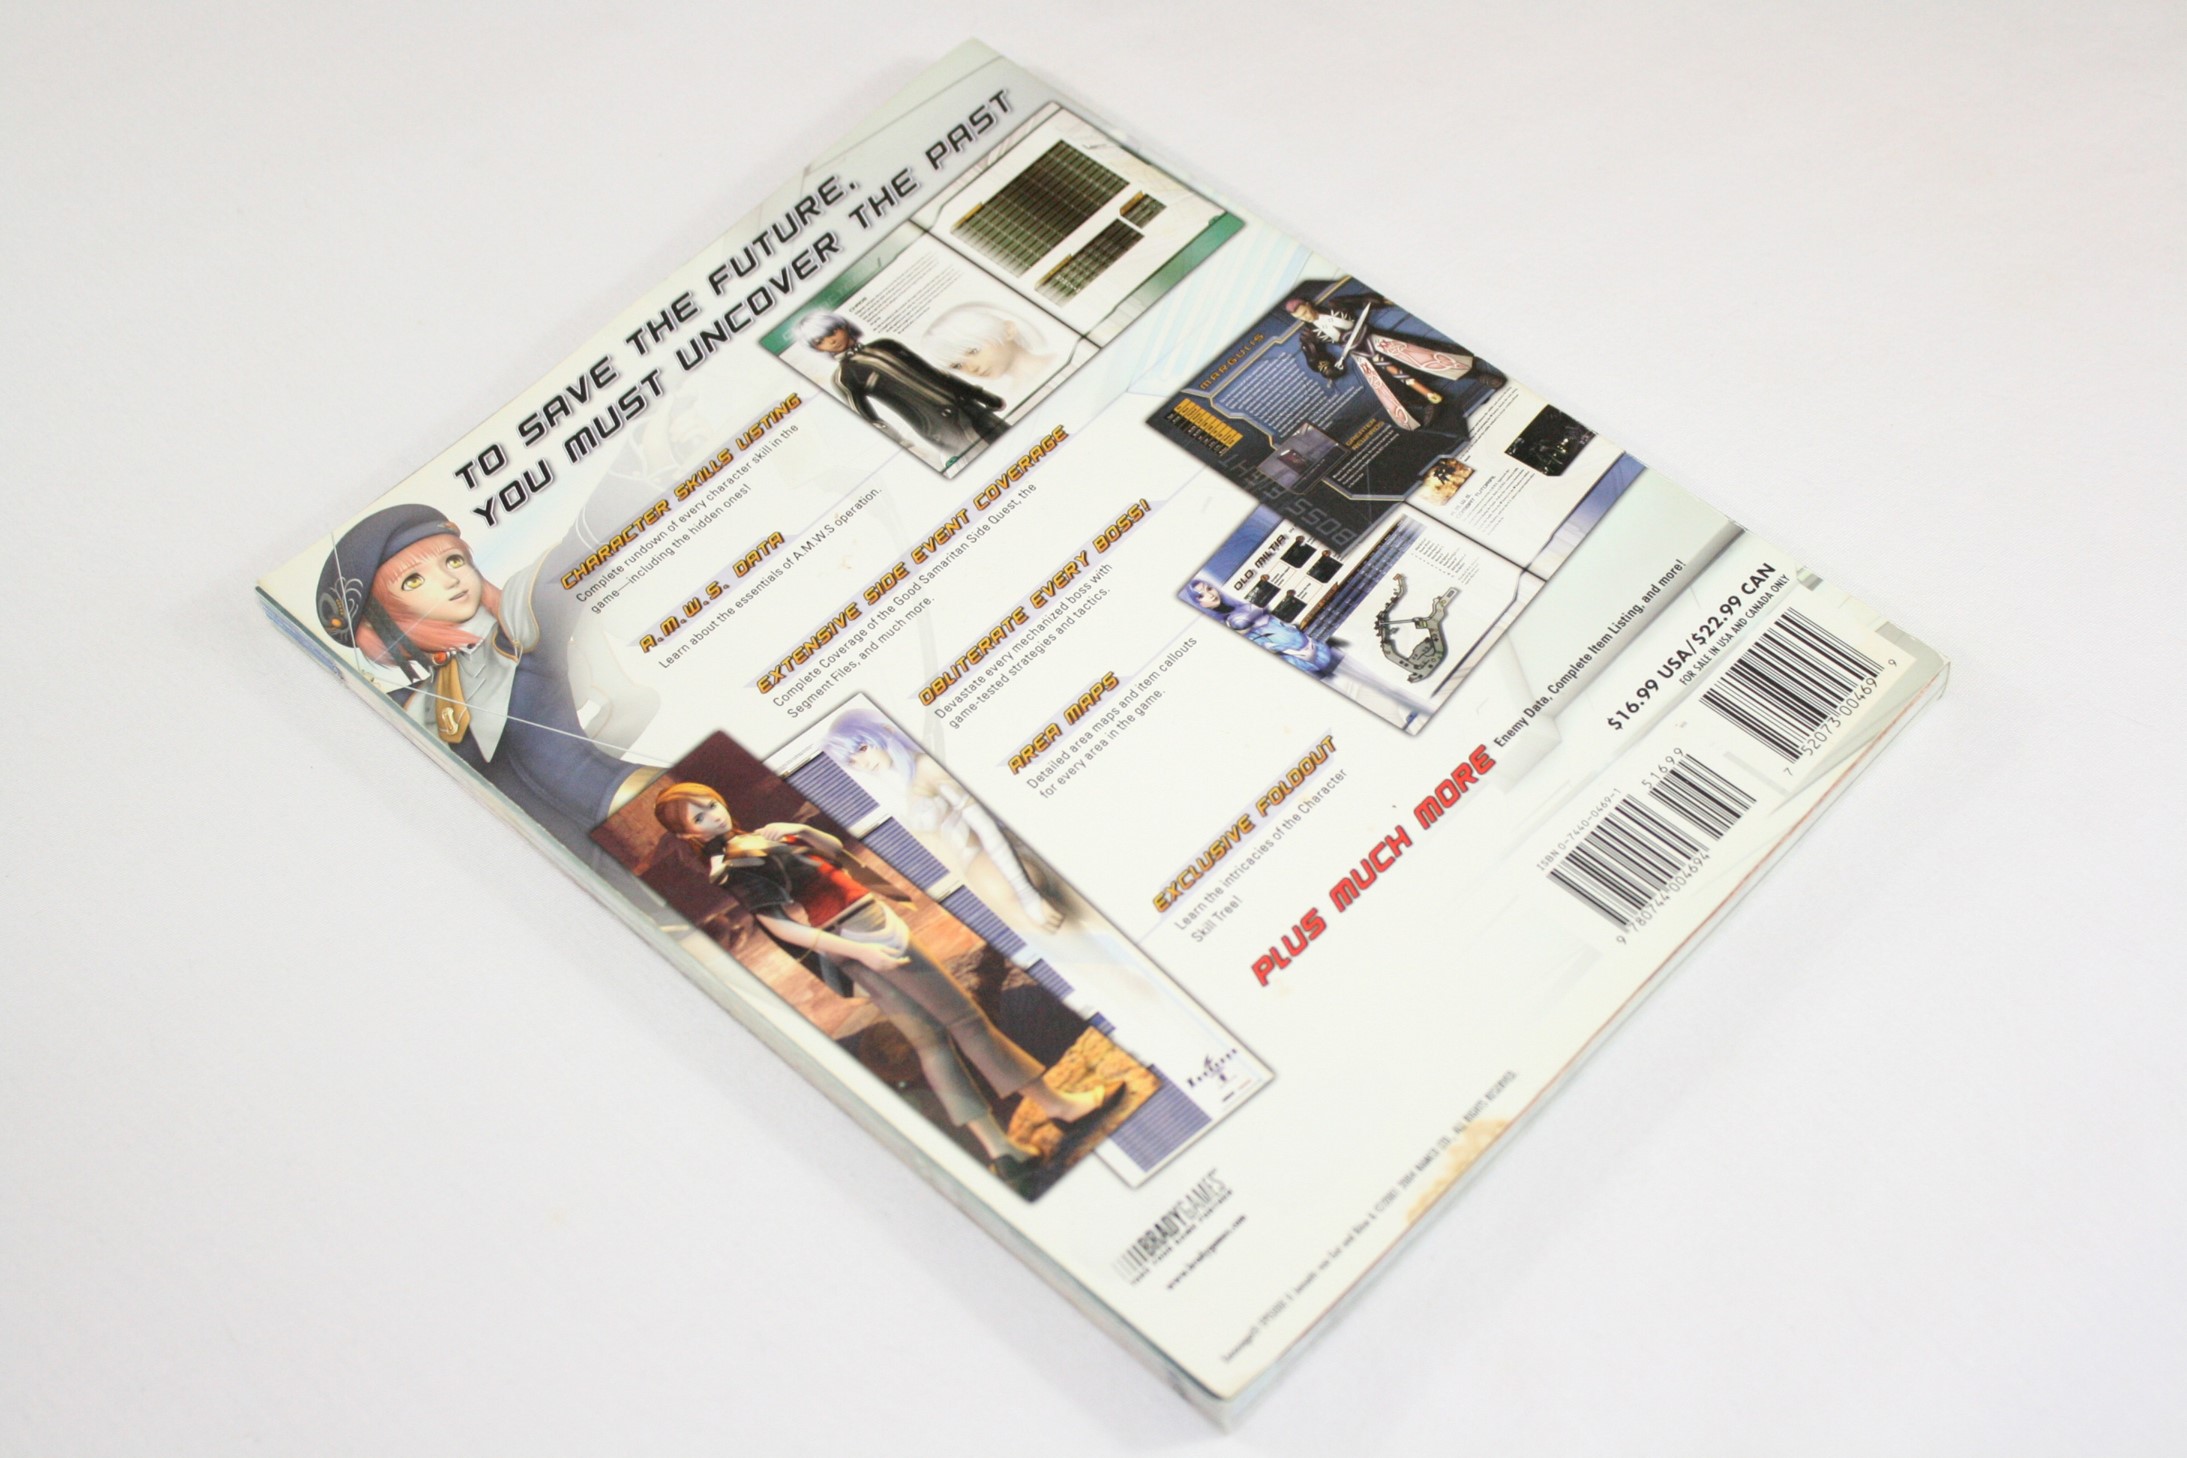 TO SAVE THE FUTURE,
YOU MUST UNCOVER THE PAST
CHARACTER SKILLS LISTING
Complete rundown of every character skill in the
game—including the hidden ones!
A.M.W.S. DATA
Learn about the essentials of A.M.W.S operation.
EXTENSIVE SIDE EVENT COVERAGE
Complete Coverage of the Good Samaritan Side Quest, the
Segment Files, and much more.
OBLITERATE EVERY BOSS!
Devastate every mechanized boss with
game-tested strategies and tactics.
AREA MAPS
Detailed area maps and item callouts
for every area in the game.
EXCLUSIVE FOLDOUT
Learn the intricacies of the Character
Skill Tree!
PLUS MUCH MORE Enemy Data, Complete Item Listing, and more!
MARGULIS
BOSS FIGHT
OLD MILTIA
$16.99 USA/$22.99 CAN
FOR SALE IN USA AND CANADA ONLY
7 52073 00469 9
ISBN 0-7440-0469-1
51699
9 780744 004694
BRADYGAMES
TAKE YOUR GAME FURTHER
www.bradygames.com
2004 NAMCO LTD., ALL RIGHTS RESERVED.